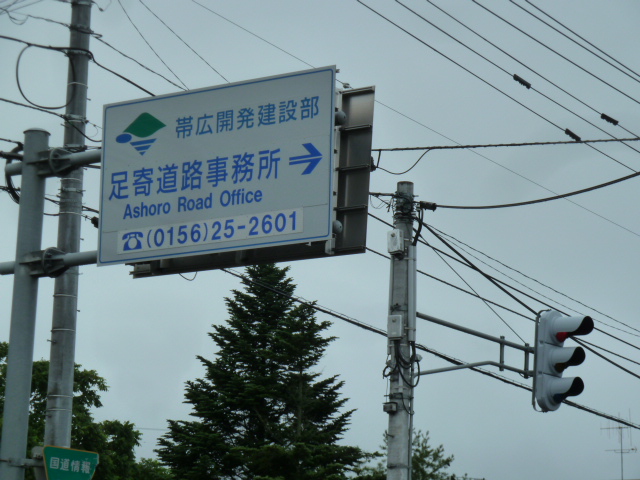 帯広開発建設部
足寄道路事務所→
Ashoro Road Office
☎(0156)25-2601
国道情報